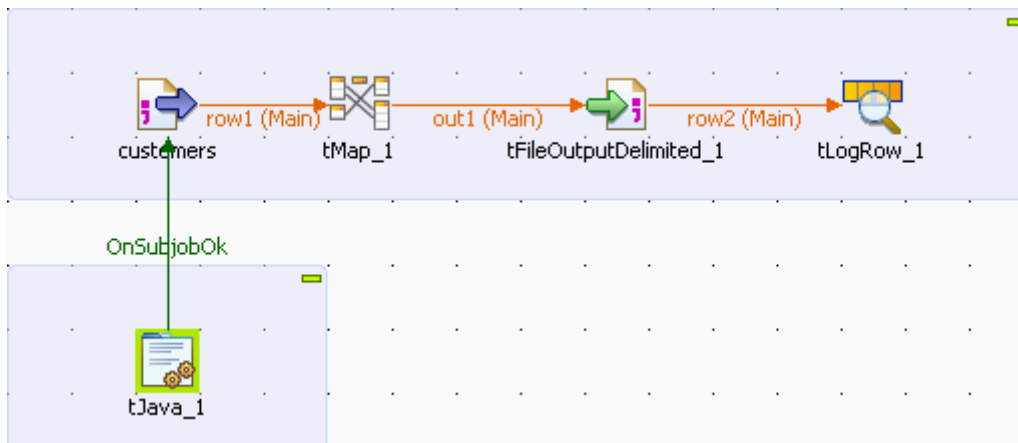 row1 (Main)
out1 (Main)
row2 (Main)
customers
tMap_1
tFileOutputDelimited_1
tLogRow_1
OnSubjobOk
tJava_1